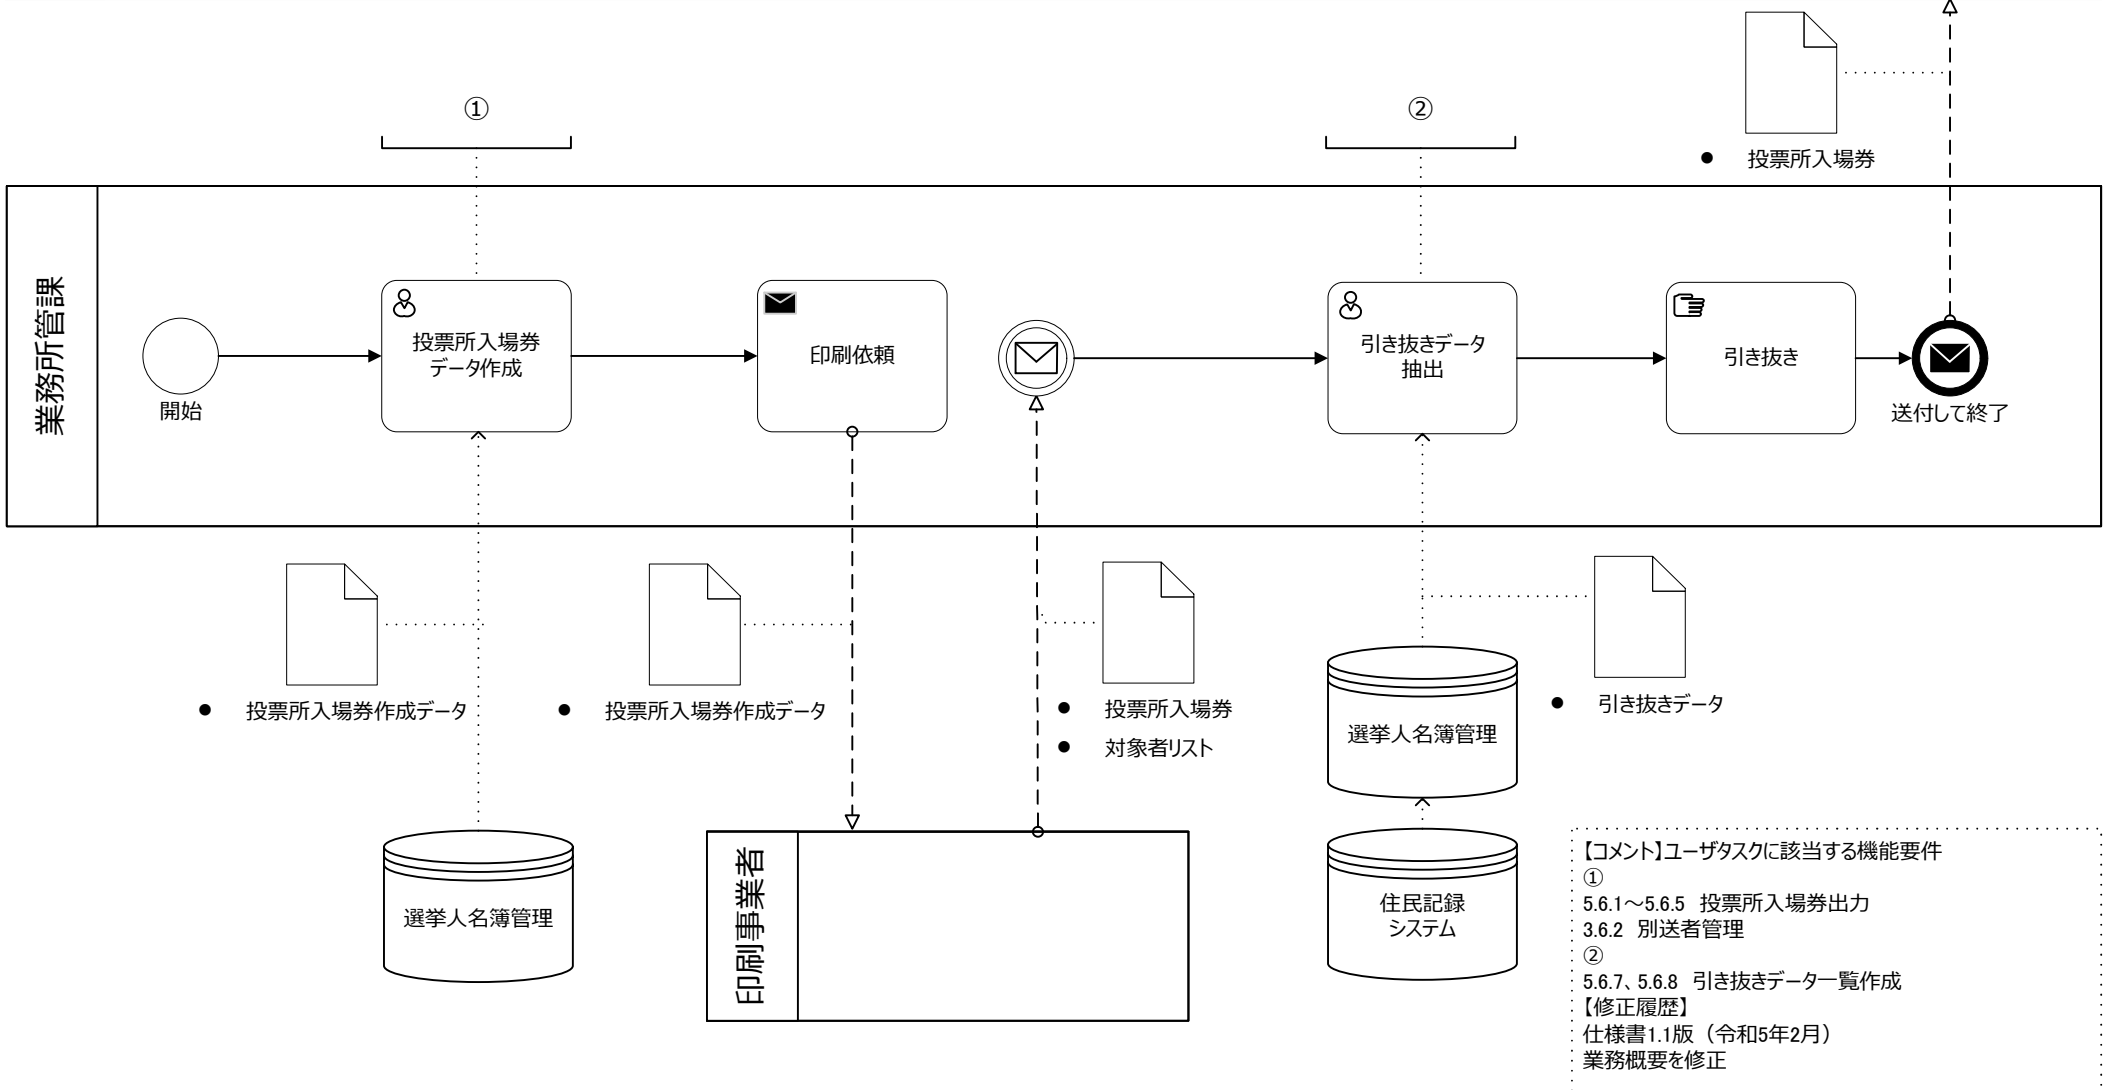 ①
②
● 投票所入場券
業務所管課
開始
投票所入場券
データ作成
印刷依頼
引き抜きデータ
抽出
引き抜き
送付して終了
● 投票所入場券作成データ
● 投票所入場券作成データ
● 投票所入場券
● 対象者リスト
● 引き抜きデータ
選挙人名簿管理
選挙人名簿管理
印刷事業者
住民記録
システム
【コメント】ユーザタスクに該当する機能要件
①
5.6.1～5.6.5 投票所入場券出力
3.6.2 別送者管理
②
5.6.7、5.6.8 引き抜きデータ一覧作成
【修正履歴】
仕様書1.1版（令和5年2月）
業務概要を修正